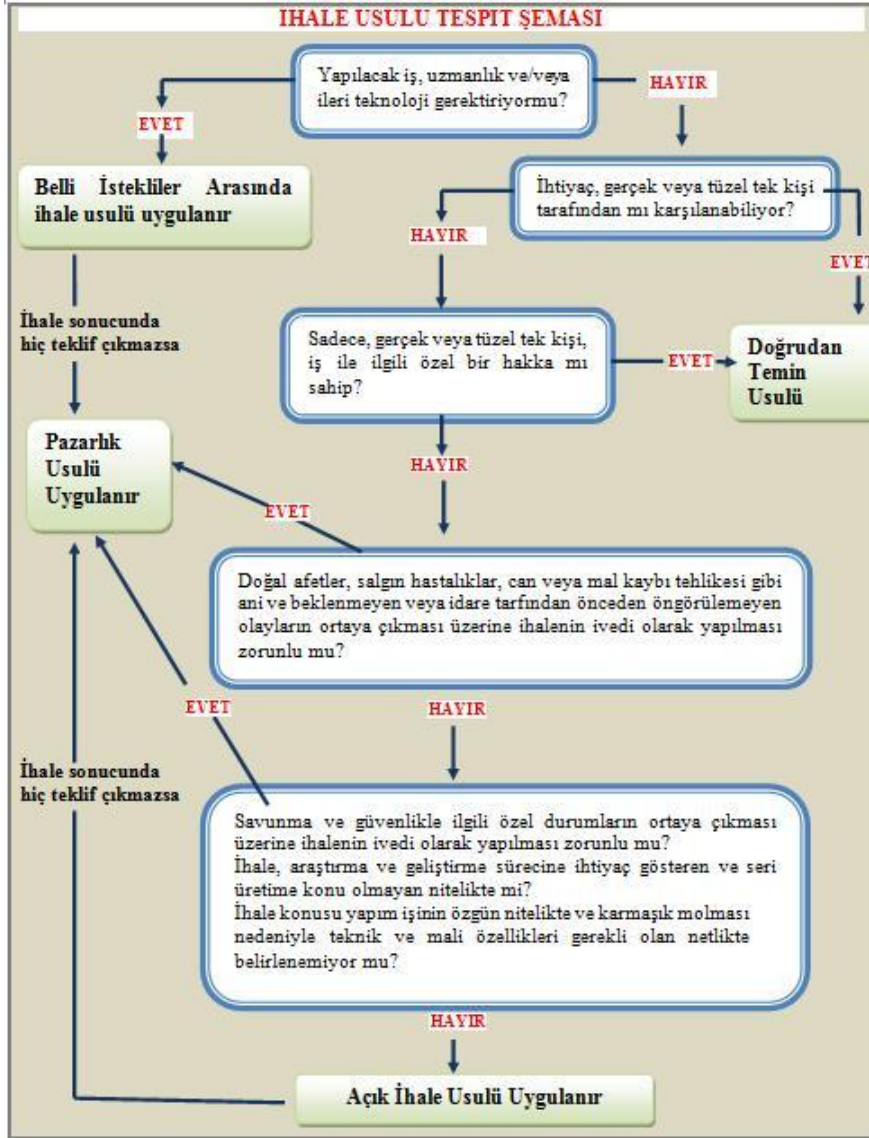 İHALE USULU TESPIT ŞEMASI
Yapılacak iş, uzmanlık ve/veya
ileri teknoloji gerektiriyormu?
HAYIR
EVET
Belli İstekliler Arasında
ihale usulü uygulanır
İhtiyaç, gerçek veya tüzel tek kişi
tarafından mı karşılanabiliyor?
HAYIR
EVET
İhale sonucunda
hiç teklif çıkmazsa
Sadece, gerçek veya tüzel tek kişi,
iş ile ilgili özel bir hakka mı
sahip?
EVET
Doğrudan
Temin
Usulü
Pazarlık
Usulü
Uygulanır
HAYIR
EVET
Doğal afetler, salgın hastalıklar, can veya mal kaybı tehlikesi gibi
ani ve beklenmeyen veya idare tarfından önceden öngörülemeyen
olayların ortaya çıkması üzerine ihalenin ivedi olarak yapılması
zorunlu mu?
EVET
HAYIR
İhale sonucunda
hiç teklif çıkmazsa
Savunma ve güvenlikle ilgili özel durumların ortaya çıkması
üzerine ihalenin ivedi olarak yapılması zorunlu mu?
İhale, araştırma ve geliştirme sürecine ihtiyaç gösteren ve seri
üretime konu olmayan nitelikte mi?
İhale konusu yapım işinin özgün nitelikte ve karmaşık molması
nedeniyle teknik ve mali özellikleri gerekli olan netlikte
belirlenemiyor mu?
HAYIR
Açık İhale Usulü Uygulanır